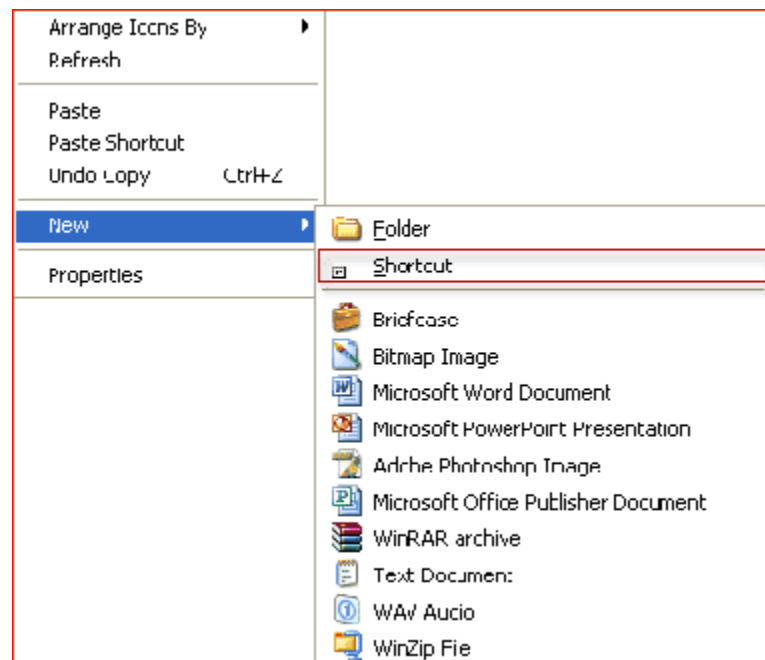 Arrange Icons By
Refresh
Paste
Paste Shortcut
Undo Copy Ctrl+Z
New
Properties
Folder
Shortcut
Briefcase
Bitmap Image
Microsoft Word Document
Microsoft PowerPoint Presentation
Adobe Photoshop Image
Microsoft Office Publisher Document
WinRAR archive
Text Document
WAV Audio
WinZip File